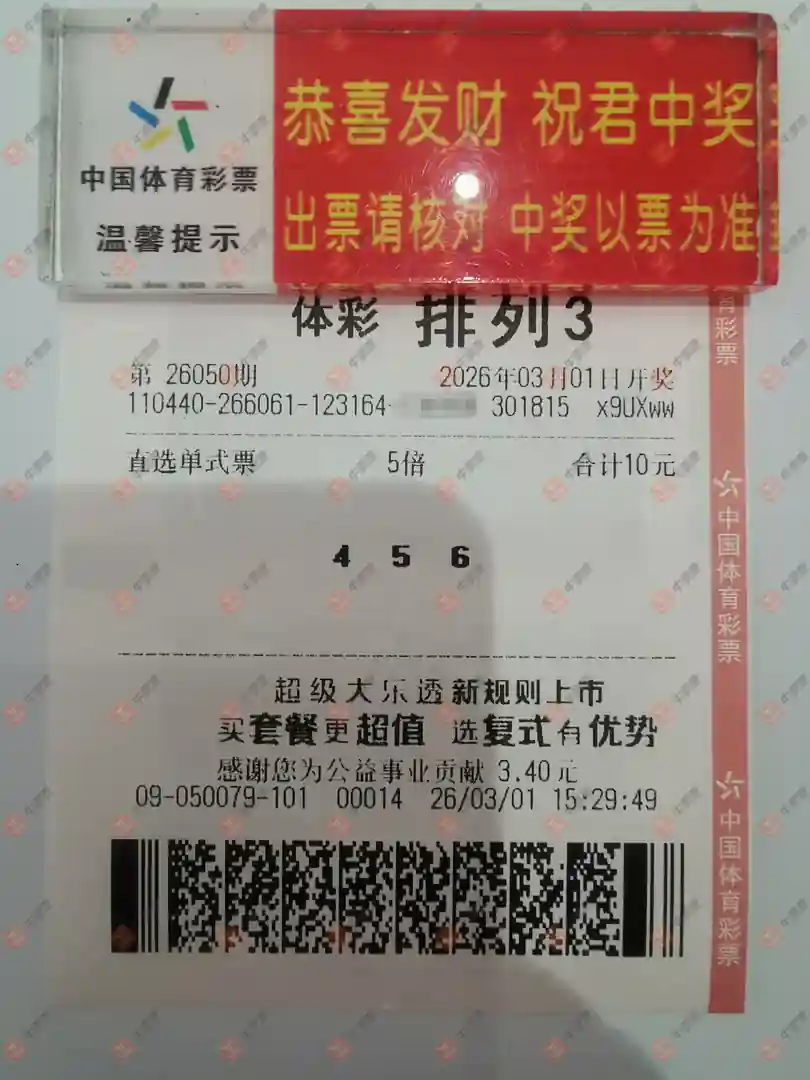 恭喜发财 祝君中奖
中国体育彩票
温馨提示
出票请核对 中奖以票为准
体彩 排列3
第 26050期 2026年03月01日开奖
110440-266061-123164- 301815 x9UXww
直选单式票 5倍 合计10元
4 5 6
超级大乐透新规则上市
买套餐更超值 选复式有优势
感谢您为公益事业贡献 3.40元
09-050079-101 00014 26/03/01 15:29:49
育彩票
中国体育彩票
中国体育彩票